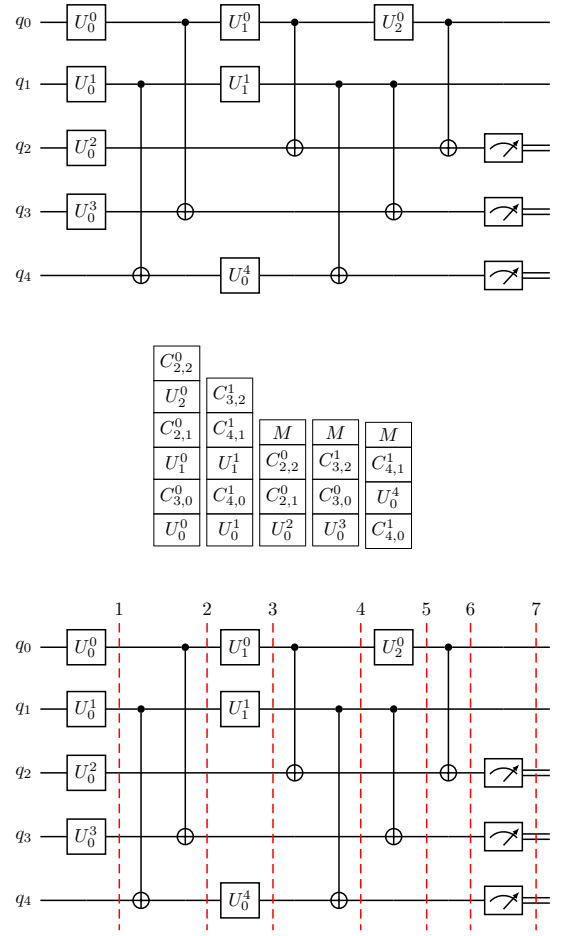 q₀ U₀⁰ U₁⁰ U₂⁰
q₁ U₀¹ U₁¹
q₂ U₀²
q₃ U₀³
q₄ U₀⁴
C⁰₂,₂
U₂⁰ C¹₃,₂
C⁰₂,₁ C¹₄,₁ M M M
U₁⁰ U₁¹ C⁰₂,₂ C¹₃,₂ C¹₄,₁
C⁰₃,₀ C¹₄,₀ C⁰₂,₁ C⁰₃,₀ U₀⁴
U₀⁰ U₀¹ U₀² U₀³ C¹₄,₀
1 2 3 4 5 6 7
q₀ U₀⁰ U₁⁰ U₂⁰
q₁ U₀¹ U₁¹
q₂ U₀²
q₃ U₀³
q₄ U₀⁴